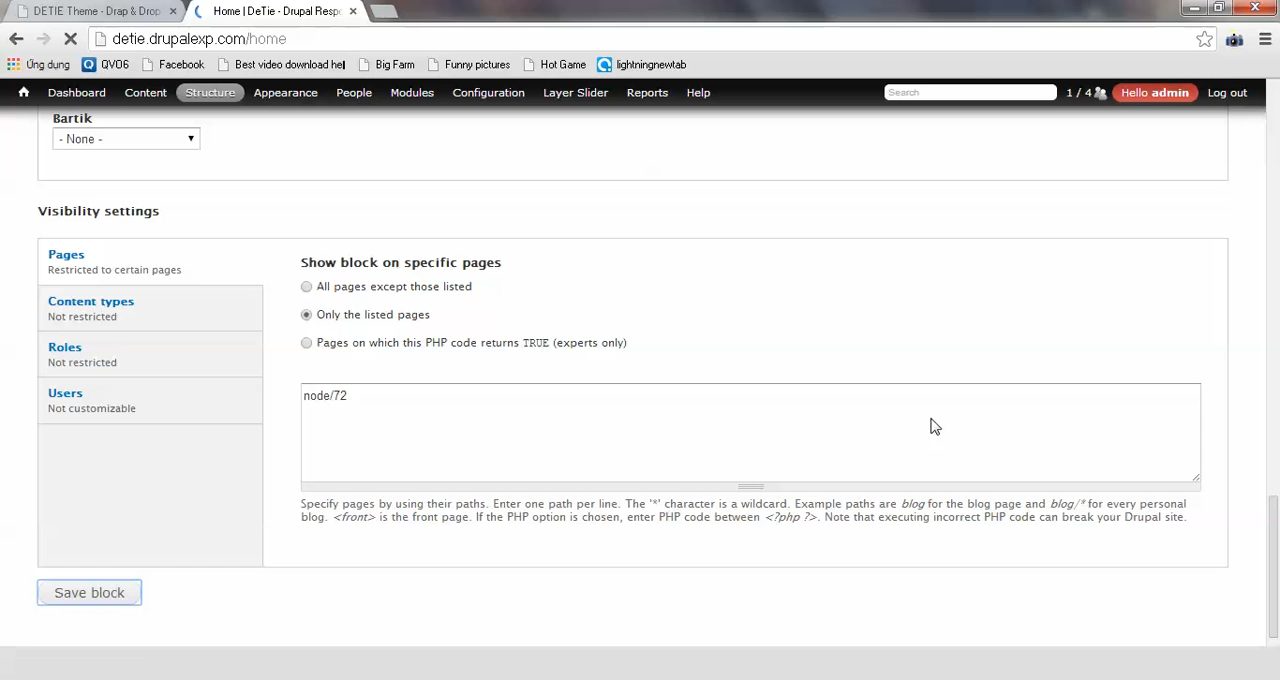 DETIE Theme - Drap & Drop
Home | DeTie - Drupal Resp
detie.drupalexp.com/home
Ứng dụng
QVO6
Facebook
Best video download hel
Big Farm
Funny pictures
Hot Game
lightningnewtab
Dashboard
Content
Structure
Appearance
People
Modules
Configuration
Layer Slider
Reports
Help
Search
1 / 4
Hello admin
Log out
Bartik
- None -
Visibility settings
Pages
Restricted to certain pages
Content types
Not restricted
Roles
Not restricted
Users
Not customizable
Show block on specific pages
All pages except those listed
Only the listed pages
Pages on which this PHP code returns TRUE (experts only)
node/72
Specify pages by using their paths. Enter one path per line. The '*' character is a wildcard. Example paths are blog for the blog page and blog/* for every personal
blog. <front> is the front page. If the PHP option is chosen, enter PHP code between <?php ?>. Note that executing incorrect PHP code can break your Drupal site.
Save block